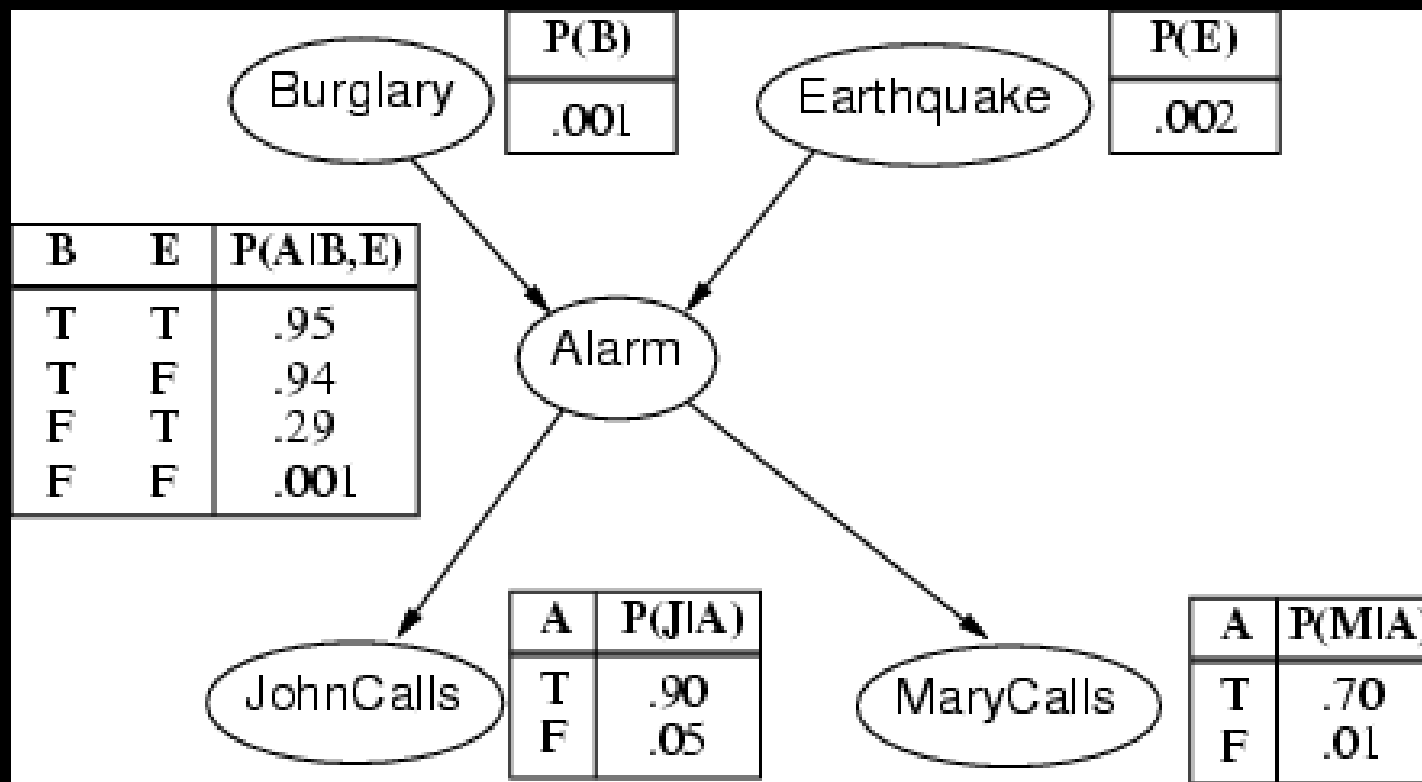 P(B)
.001
Burglary
P(E)
.002
Earthquake
B E P(A|B,E)
T T .95
T F .94
F T .29
F F .001
Alarm
JohnCalls
A P(J|A)
T .90
F .05
MaryCalls
A P(M|A)
T .70
F .01